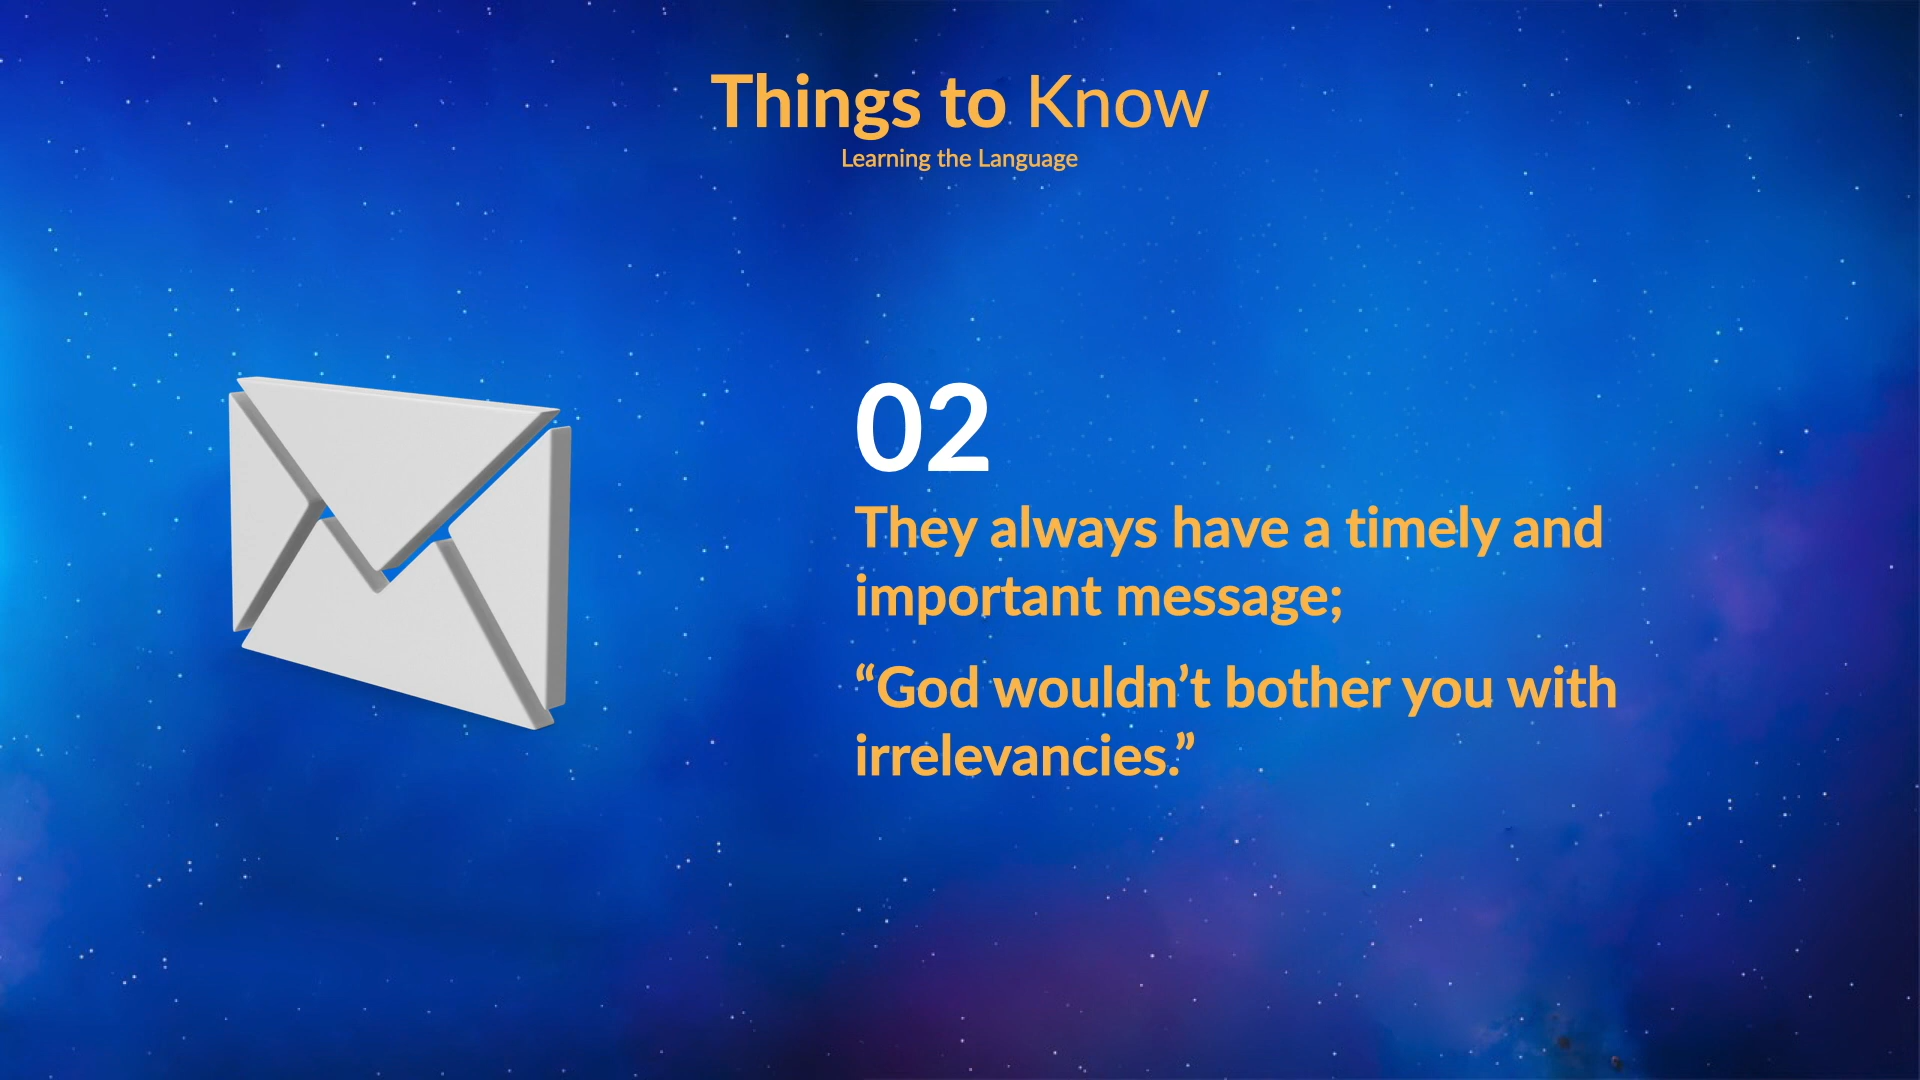 Things to Know
Learning the Language
02
They always have a timely and
important message;
“God wouldn’t bother you with
irrelevancies.”